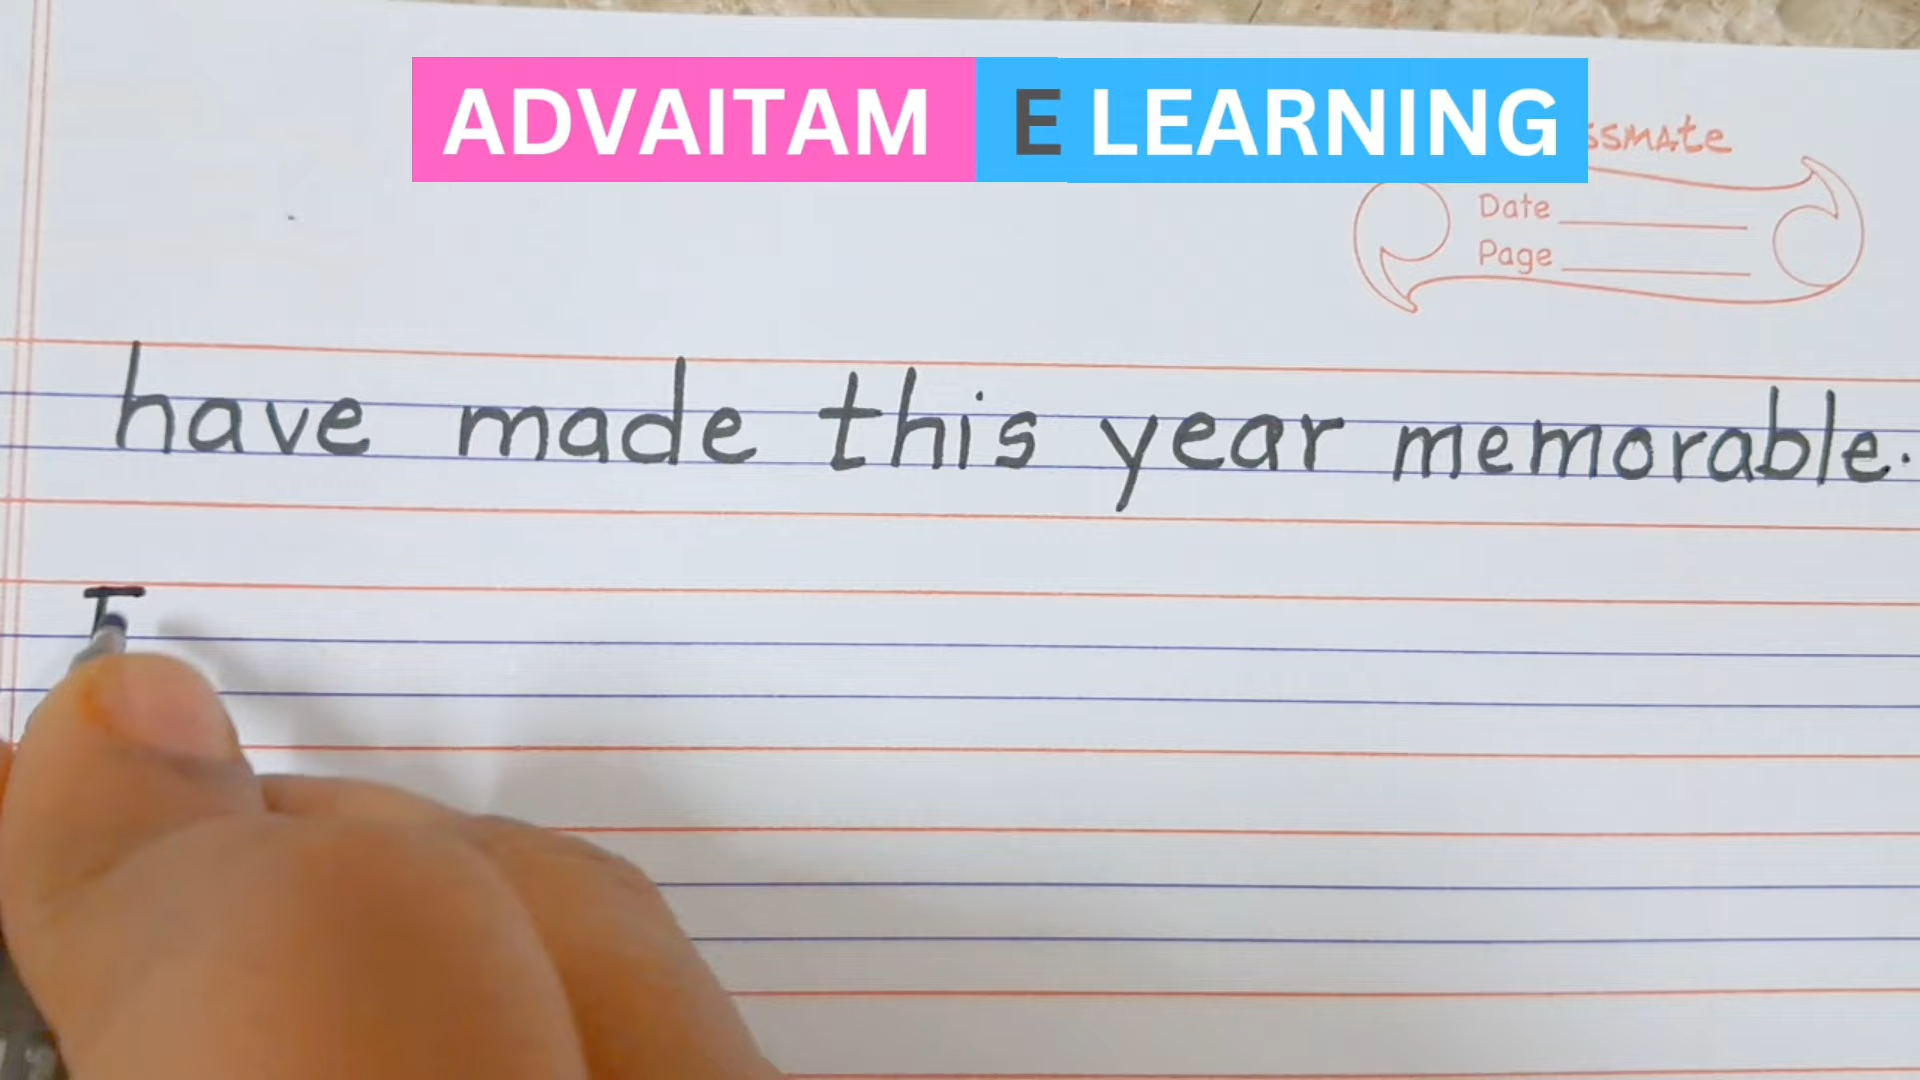 ADVAITAM E LEARNING
ssmate
Date
Page
have made this year memorable.